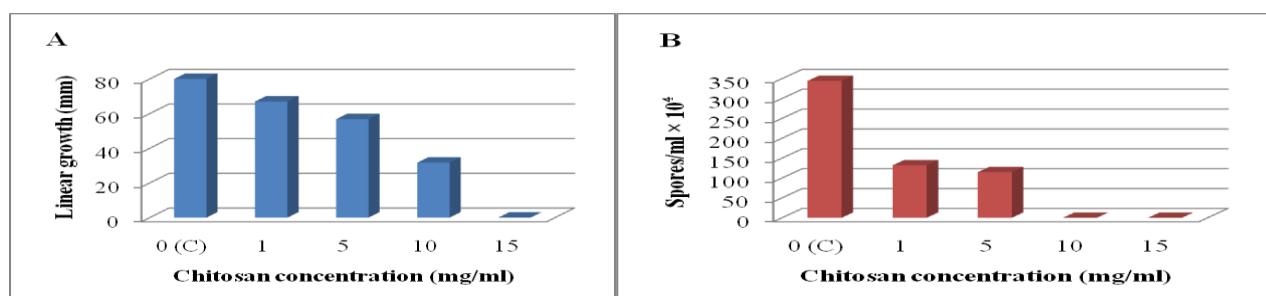 A
Linear growth (mm)
80
60
40
20
0
0 (C) 1 5 10 15
Chitosan concentration (mg/ml)
B
Spores/ml × 10⁴
350
300
250
200
150
100
50
0
0 (C) 1 5 10 15
Chitosan concentration (mg/ml)